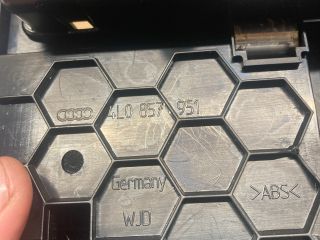 4L0 857 951
Germany
>ABS<
WJD